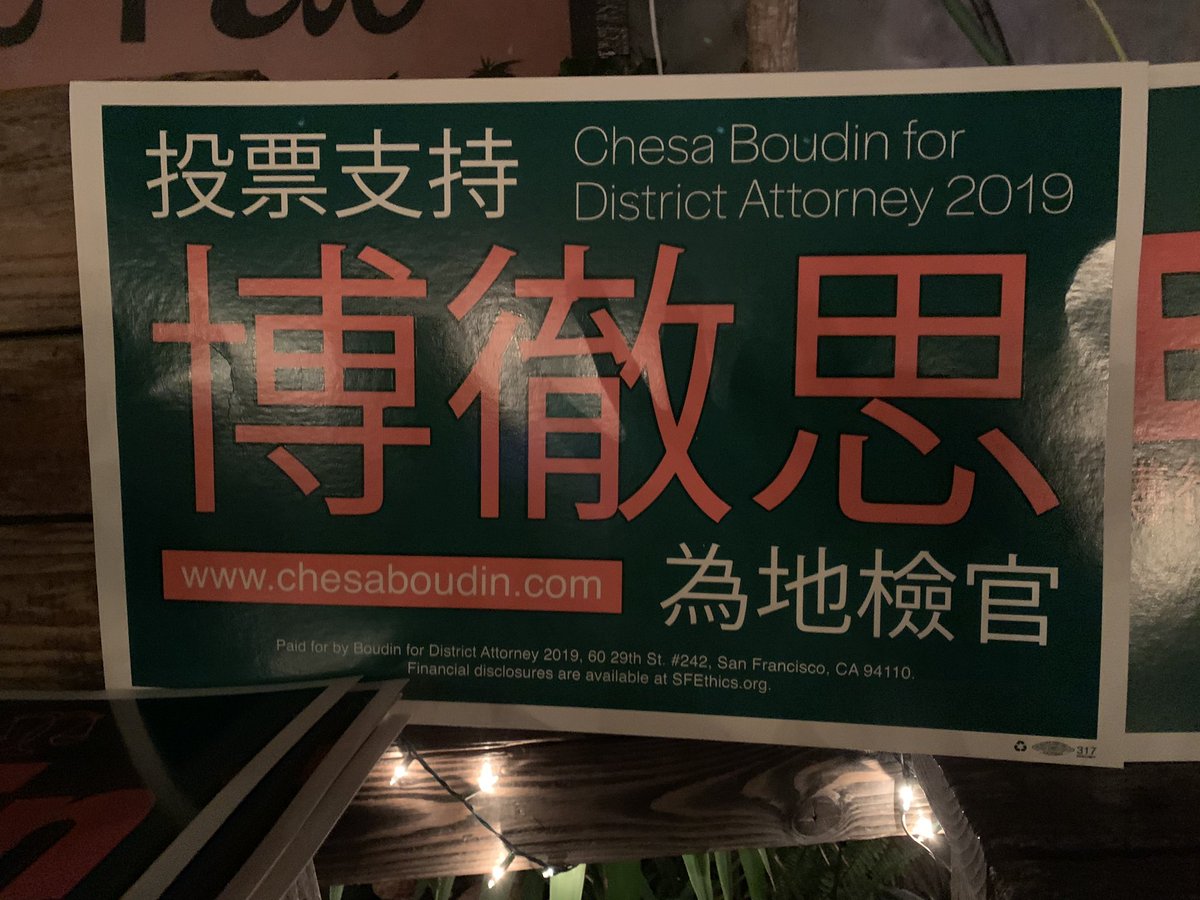 投票支持
Chesa Boudin for
District Attorney 2019
博徹思
www.chesaboudin.com
為地檢官
Paid for by Boudin for District Attorney 2019, 60 29th St. #242, San Francisco, CA 94110.
Financial disclosures are available at SFEthics.org.
317